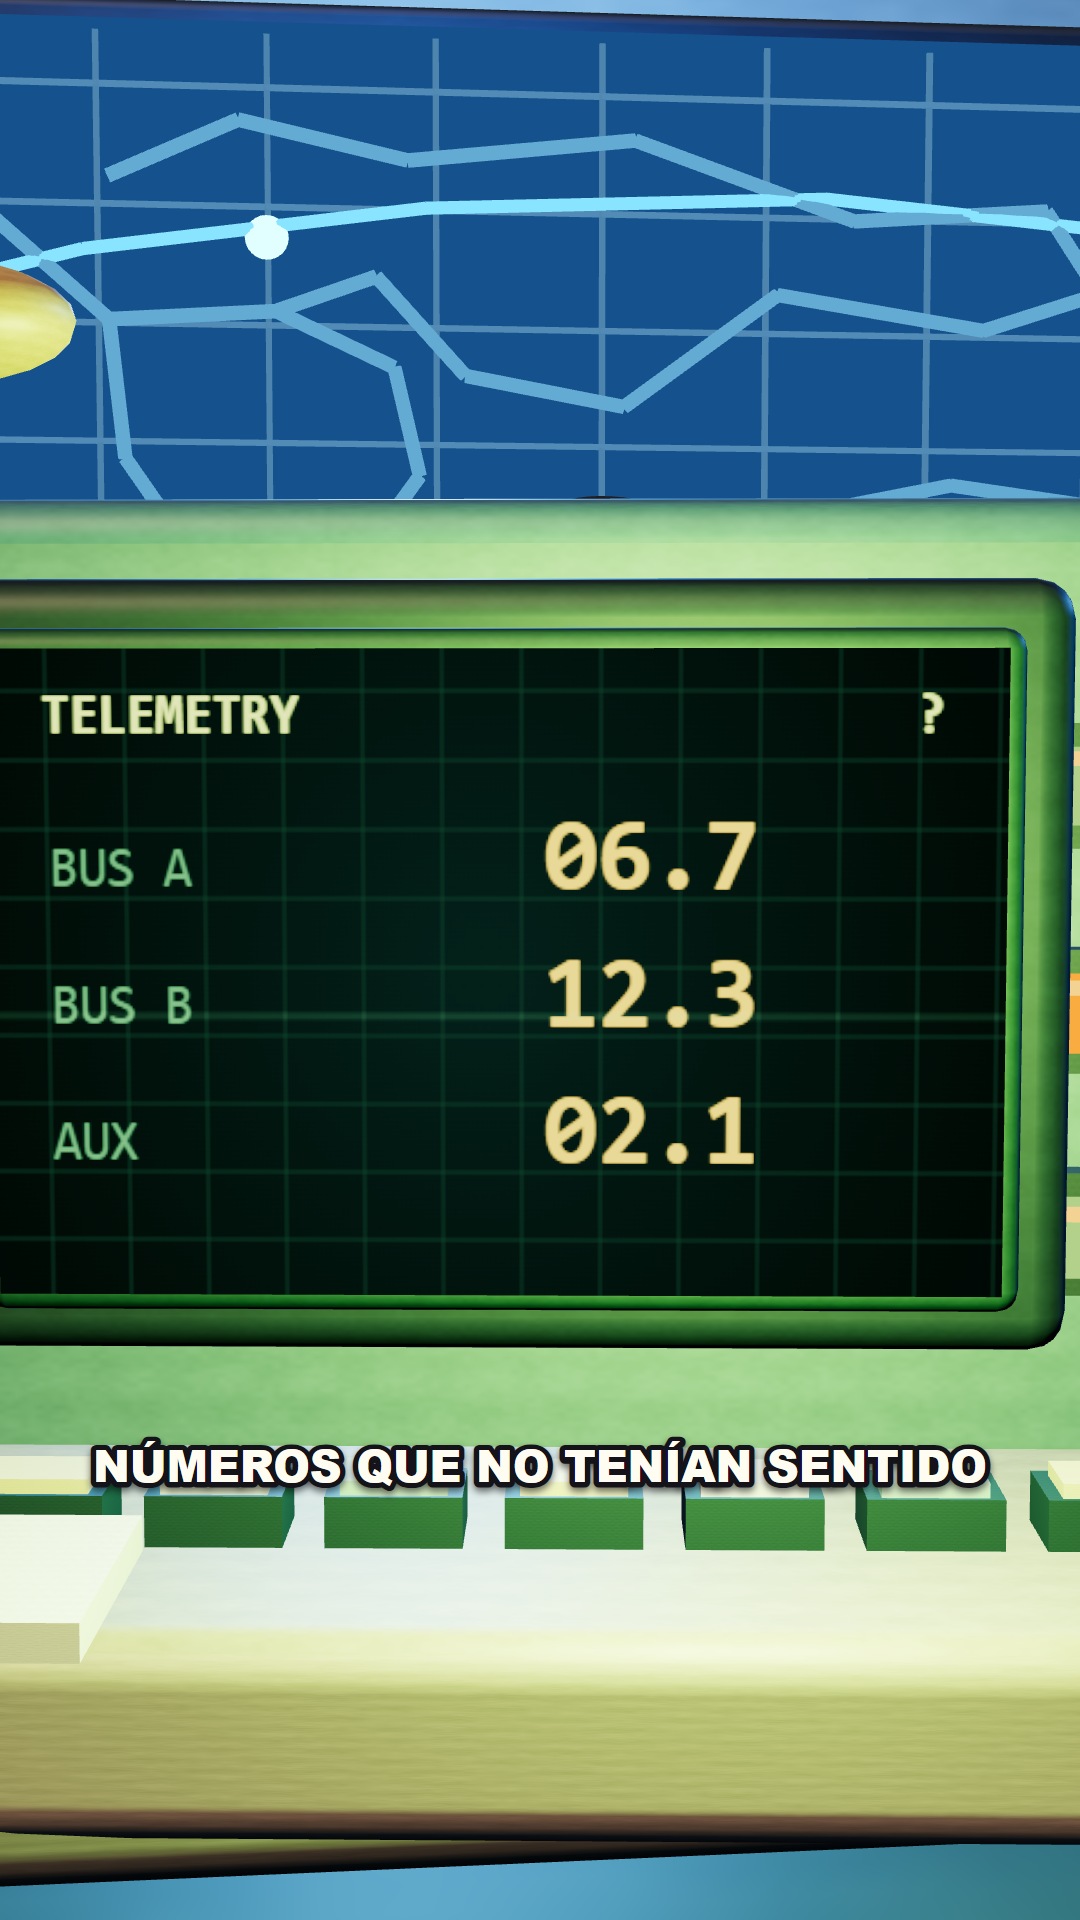 TELEMETRY ?
BUS A 06.7
BUS B 12.3
AUX 02.1
NÚMEROS QUE NO TENÍAN SENTIDO